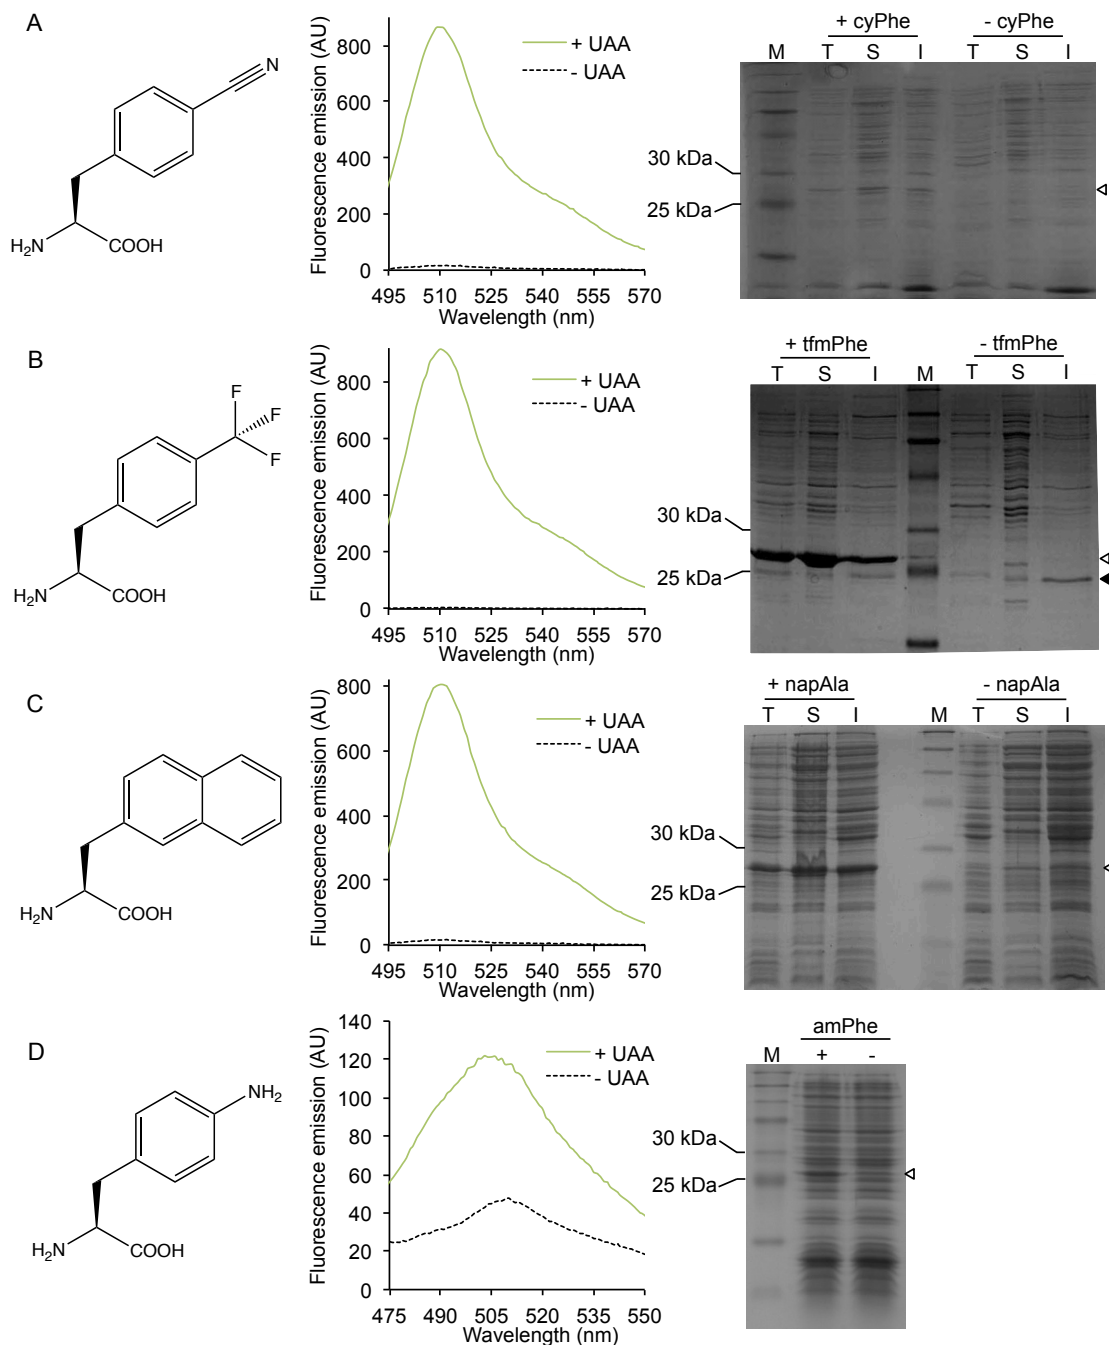 A
N
H₂N
COOH
Fluorescence emission (AU)
800
600
400
200
0
495 510 525 540 555 570
Wavelength (nm)
+ UAA
- UAA
+ cyPhe - cyPhe
M T S I T S I
30 kDa
25 kDa
B
F
F
F
H₂N
COOH
Fluorescence emission (AU)
800
600
400
200
0
495 510 525 540 555 570
Wavelength (nm)
+ UAA
- UAA
+ tfmPhe - tfmPhe
T S I M T S I
30 kDa
25 kDa
C
H₂N
COOH
Fluorescence emission (AU)
800
600
400
200
0
495 510 525 540 555 570
Wavelength (nm)
+ UAA
- UAA
+ napAla - napAla
T S I M T S I
30 kDa
25 kDa
D
NH₂
H₂N
COOH
Fluorescence emission (AU)
140
120
100
80
60
40
20
0
475 490 505 520 535 550
Wavelength (nm)
+ UAA
- UAA
amPhe
M + -
30 kDa
25 kDa